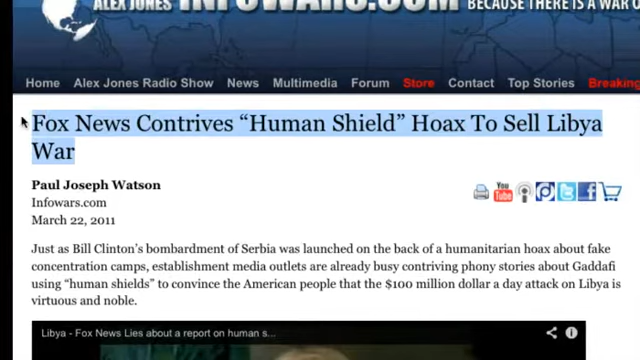 ALEX JONES' INFOWARS.COM BECAUSE THERE IS A WAR
Home Alex Jones Radio Show News Multimedia Forum Store Contact Top Stories Breaking
Fox News Contrives “Human Shield” Hoax To Sell Libya
War
Paul Joseph Watson
Infowars.com
March 22, 2011
You
Tube
Just as Bill Clinton’s bombardment of Serbia was launched on the back of a humanitarian hoax about fake
concentration camps, establishment media outlets are already busy contriving phony stories about Gaddafi
using “human shields” to convince the American people that the $100 million dollar a day attack on Libya is
virtuous and noble.
Libya - Fox News Lies about a report on human s...